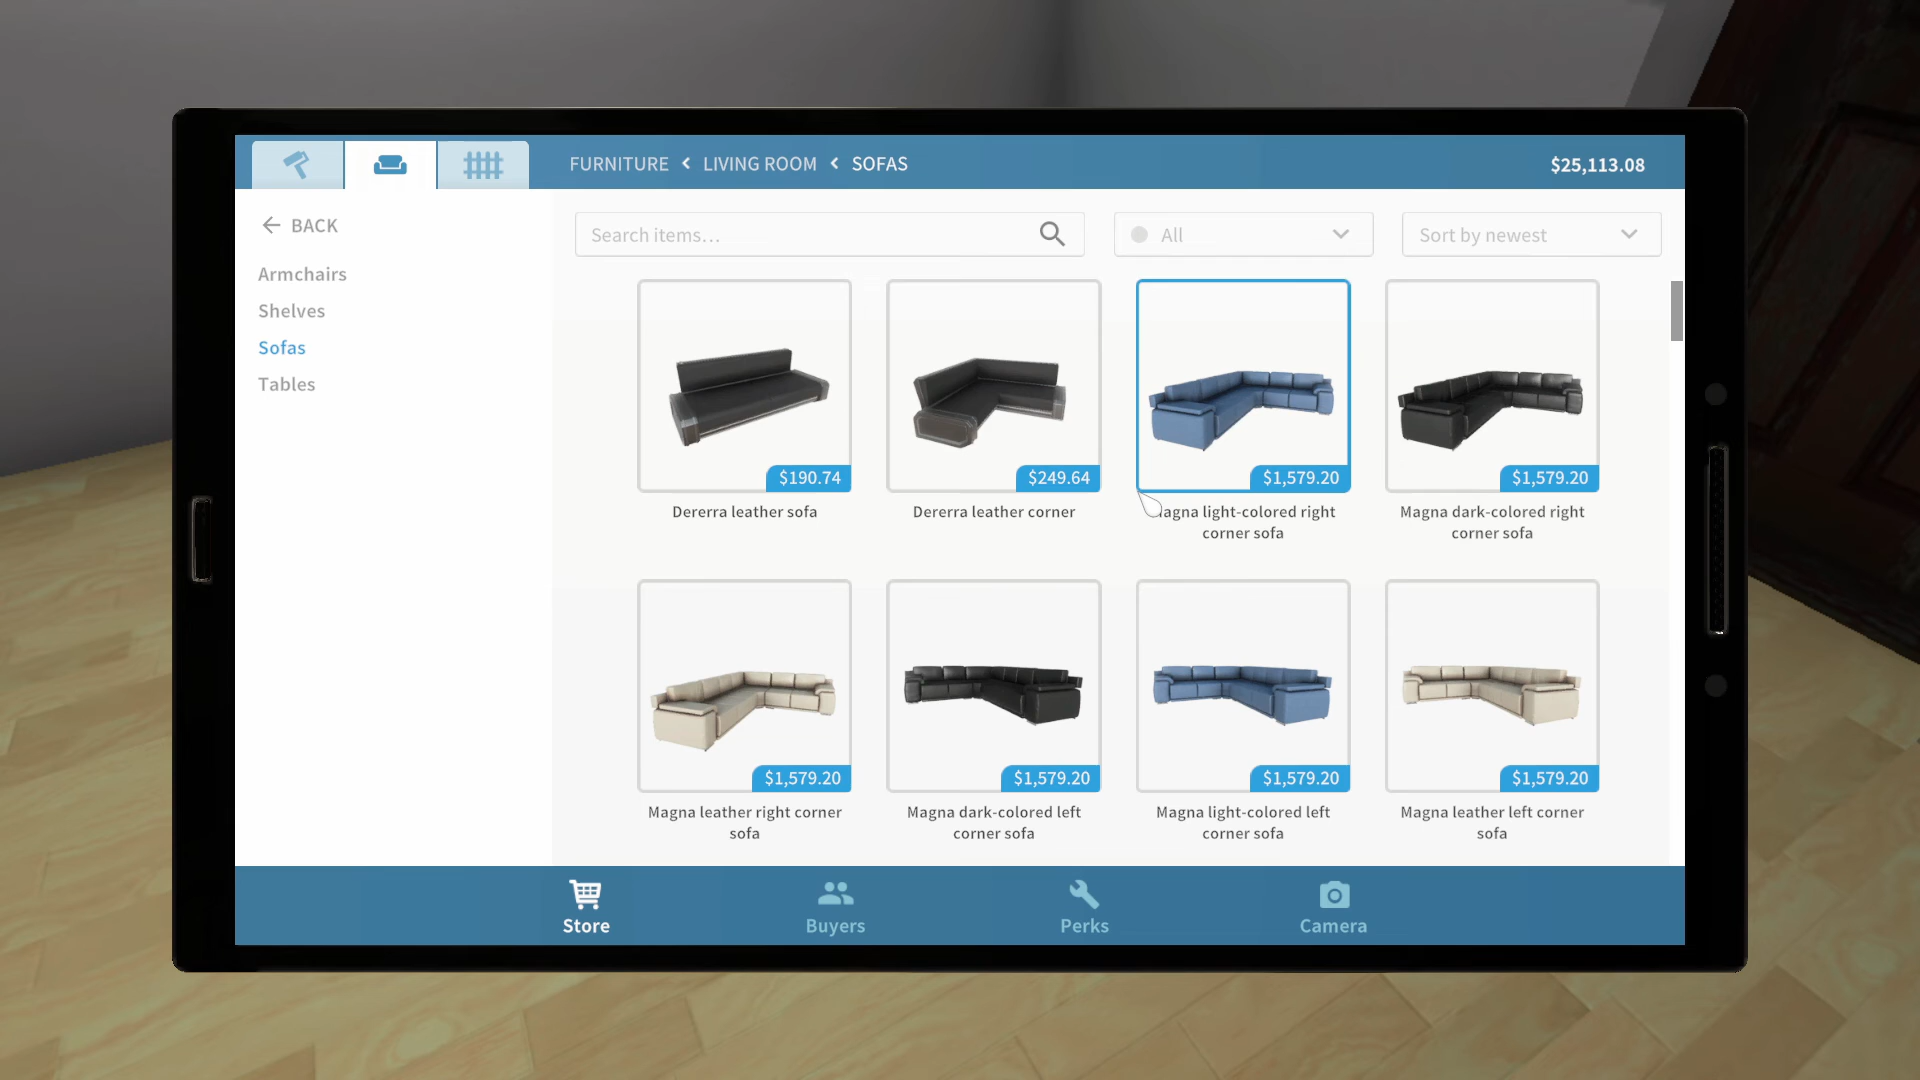 FURNITURE < LIVING ROOM < SOFAS
$25,113.08
BACK
Armchairs
Shelves
Sofas
Tables
Search items...
All
Sort by newest
$190.74
$249.64
$1,579.20
$1,579.20
Dererra leather sofa
Dererra leather corner
agna light-colored right
corner sofa
Magna dark-colored right
corner sofa
$1,579.20
$1,579.20
$1,579.20
$1,579.20
Magna leather right corner
sofa
Magna dark-colored left
corner sofa
Magna light-colored left
corner sofa
Magna leather left corner
sofa
Store
Buyers
Perks
Camera